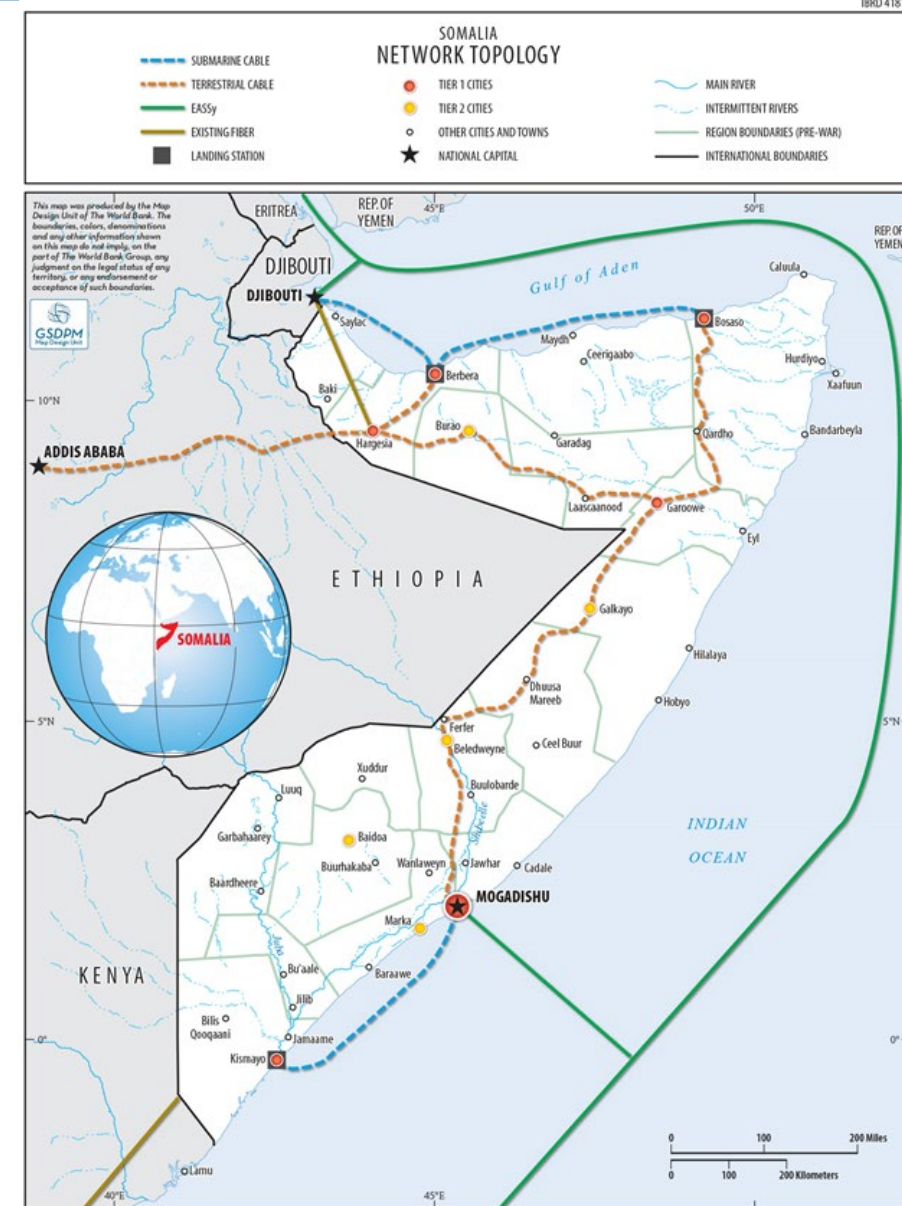 IBRD 418
SOMALIA
NETWORK TOPOLOGY
SUBMARINE CABLE
TERRESTRIAL CABLE
EASSy
EXISTING FIBER
LANDING STATION
TIER 1 CITIES
TIER 2 CITIES
OTHER CITIES AND TOWNS
NATIONAL CAPITAL
MAIN RIVER
INTERMITTENT RIVERS
REGION BOUNDARIES (PRE-WAR)
INTERNATIONAL BOUNDARIES
This map was produced by the Map
Design Unit of The World Bank. The
boundaries, colors, denominations
and any other information shown
on this map do not imply, on the
part of The World Bank Group, any
judgment on the legal status of any
territory, or any endorsement or
acceptance of such boundaries.
GSDPM
Map Design Unit
ERITREA
REP. OF
YEMEN
45°E
50°E
REP. OF
YEMEN
DJIBOUTI
DJIBOUTI
Gulf of Aden
Caluula
Saylac
Bosaso
Maydh
Ceerigaabo
Hurdiyo
Xaafuun
Berbera
Baki
10°N
Burao
Hargesia
Garadag
Qardho
Bandarbeyla
ADDIS ABABA
Laascaanood
Garoowe
Eyl
ETHIOPIA
Galkayo
SOMALIA
Hilalaya
Dhuusa
Mareeb
Hobyo
5°N
5°N
Ferfer
Beledweyne
Ceel Buur
Xuddur
Luuq
Buulobarde
Shabeelle
Garbahaarey
Baidoa
INDIAN
OCEAN
Buurhakaba
Wanlaweyn
Jawhar
Cadale
Baardheere
MOGADISHU
Marka
Juba
KENYA
Bu'aale
Baraawe
Jilib
Bilis
Qooqaani
0°
Jamaame
0°
Kismayo
0 100 200 Miles
0 100 200 Kilometers
Lamu
40°E
45°E